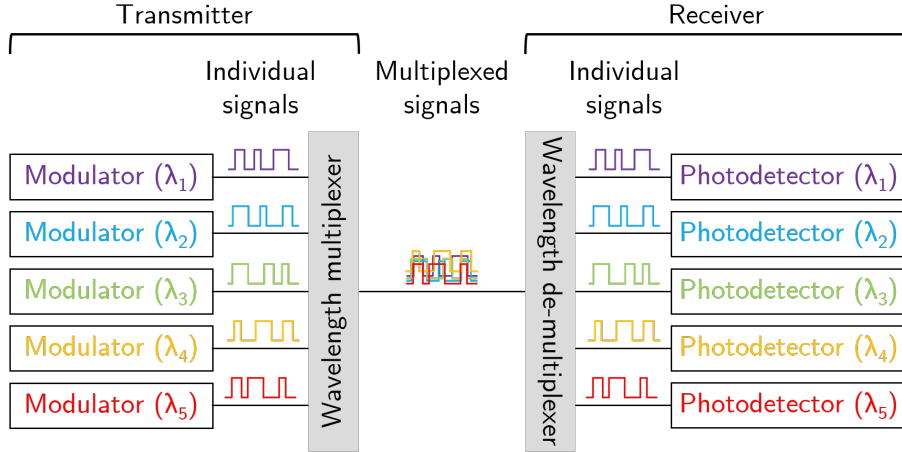 Transmitter
Receiver
Individual
signals
Multiplexed
signals
Individual
signals
Modulator (λ₁)
Modulator (λ₂)
Modulator (λ₃)
Modulator (λ₄)
Modulator (λ₅)
Wavelength multiplexer
Wavelength de-multiplexer
Photodetector (λ₁)
Photodetector (λ₂)
Photodetector (λ₃)
Photodetector (λ₄)
Photodetector (λ₅)